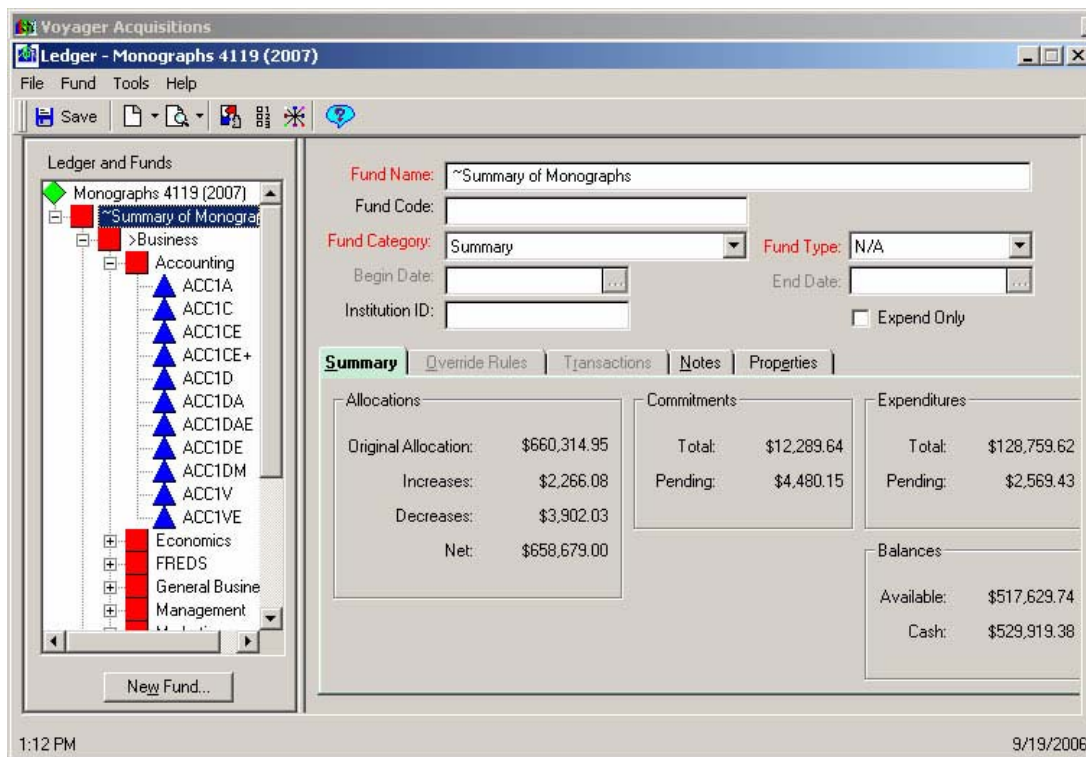 Voyager Acquisitions
Ledger - Monographs 4119 (2007)
File Fund Tools Help
Save
Ledger and Funds
Monographs 4119 (2007)
~Summary of Monogra
>Business
Accounting
ACC1A
ACC1C
ACC1CE
ACC1CE+
ACC1D
ACC1DA
ACC1DAE
ACC1DE
ACC1DM
ACC1V
ACC1VE
Economics
FREDS
General Busine
Management
New Fund...
Fund Name: ~Summary of Monographs
Fund Code:
Fund Category: Summary Fund Type: N/A
Begin Date: ... End Date: ...
Institution ID: Expend Only
Summary Override Rules Transactions Notes Properties
Allocations
Original Allocation: $660,314.95
Increases: $2,266.08
Decreases: $3,902.03
Net: $658,679.00
Commitments
Total: $12,289.64
Pending: $4,480.15
Expenditures
Total: $128,759.62
Pending: $2,569.43
Balances
Available: $517,629.74
Cash: $529,919.38
1:12 PM 9/19/2006